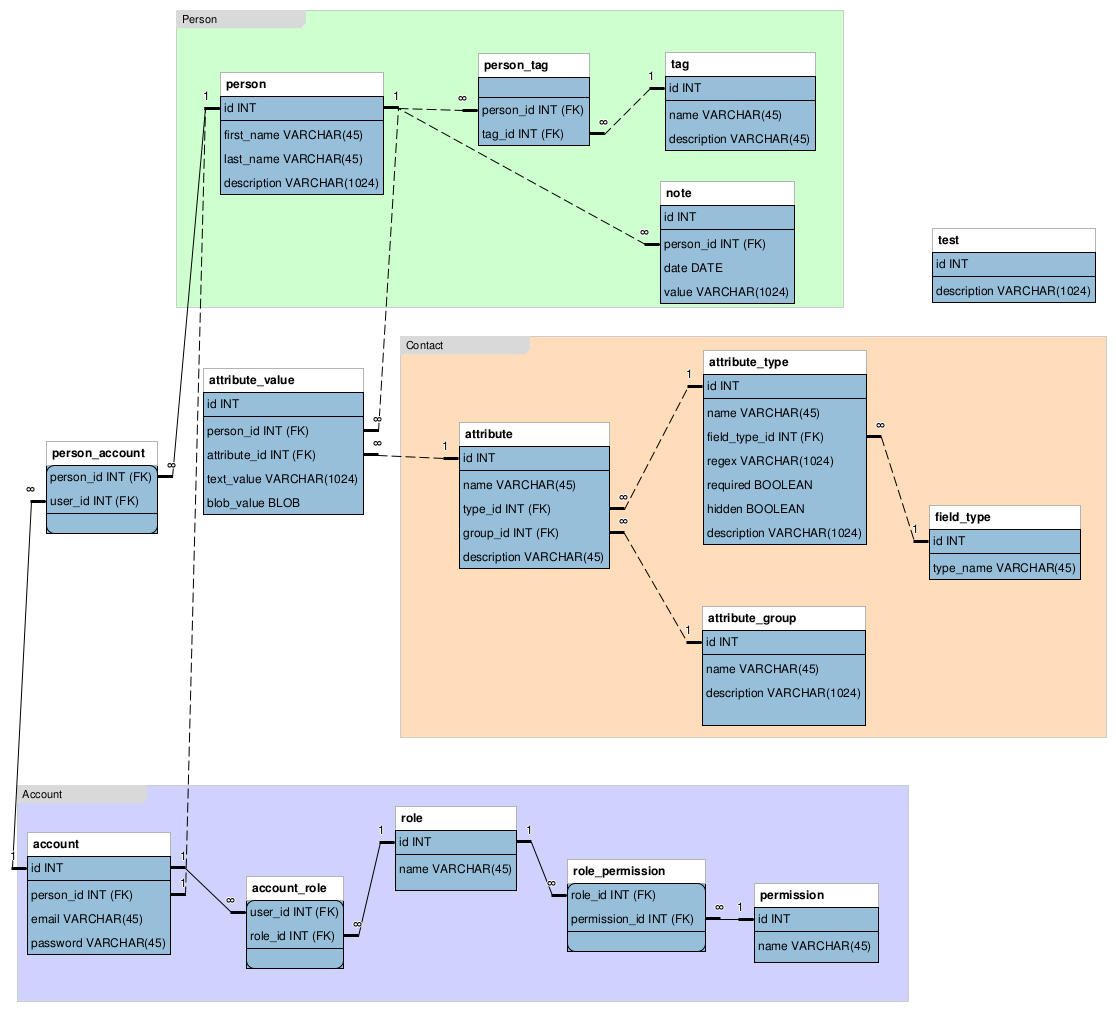 Person
person
1
id INT
1
first_name VARCHAR(45)
last_name VARCHAR(45)
description VARCHAR(1024)
person_tag
∞
person_id INT (FK)
tag_id INT (FK)
∞
tag
1
id INT
name VARCHAR(45)
description VARCHAR(45)
note
id INT
∞
person_id INT (FK)
date DATE
value VARCHAR(1024)
test
id INT
description VARCHAR(1024)
attribute_value
id INT
person_id INT (FK)
∞
attribute_id INT (FK)
∞
text_value VARCHAR(1024)
blob_value BLOB
person_account
person_id INT (FK)
∞
∞
user_id INT (FK)
Contact
attribute
1
id INT
name VARCHAR(45)
type_id INT (FK)
∞
group_id INT (FK)
∞
description VARCHAR(45)
attribute_type
1
id INT
name VARCHAR(45)
field_type_id INT (FK)
∞
regex VARCHAR(1024)
required BOOLEAN
hidden BOOLEAN
description VARCHAR(1024)
field_type
1
id INT
type_name VARCHAR(45)
attribute_group
1
id INT
name VARCHAR(45)
description VARCHAR(1024)
Account
account
1
id INT
1
person_id INT (FK)
1
email VARCHAR(45)
password VARCHAR(45)
account_role
∞
user_id INT (FK)
role_id INT (FK)
∞
role
1
id INT
1
name VARCHAR(45)
role_permission
∞
role_id INT (FK)
permission_id INT (FK)
∞
permission
1
id INT
name VARCHAR(45)